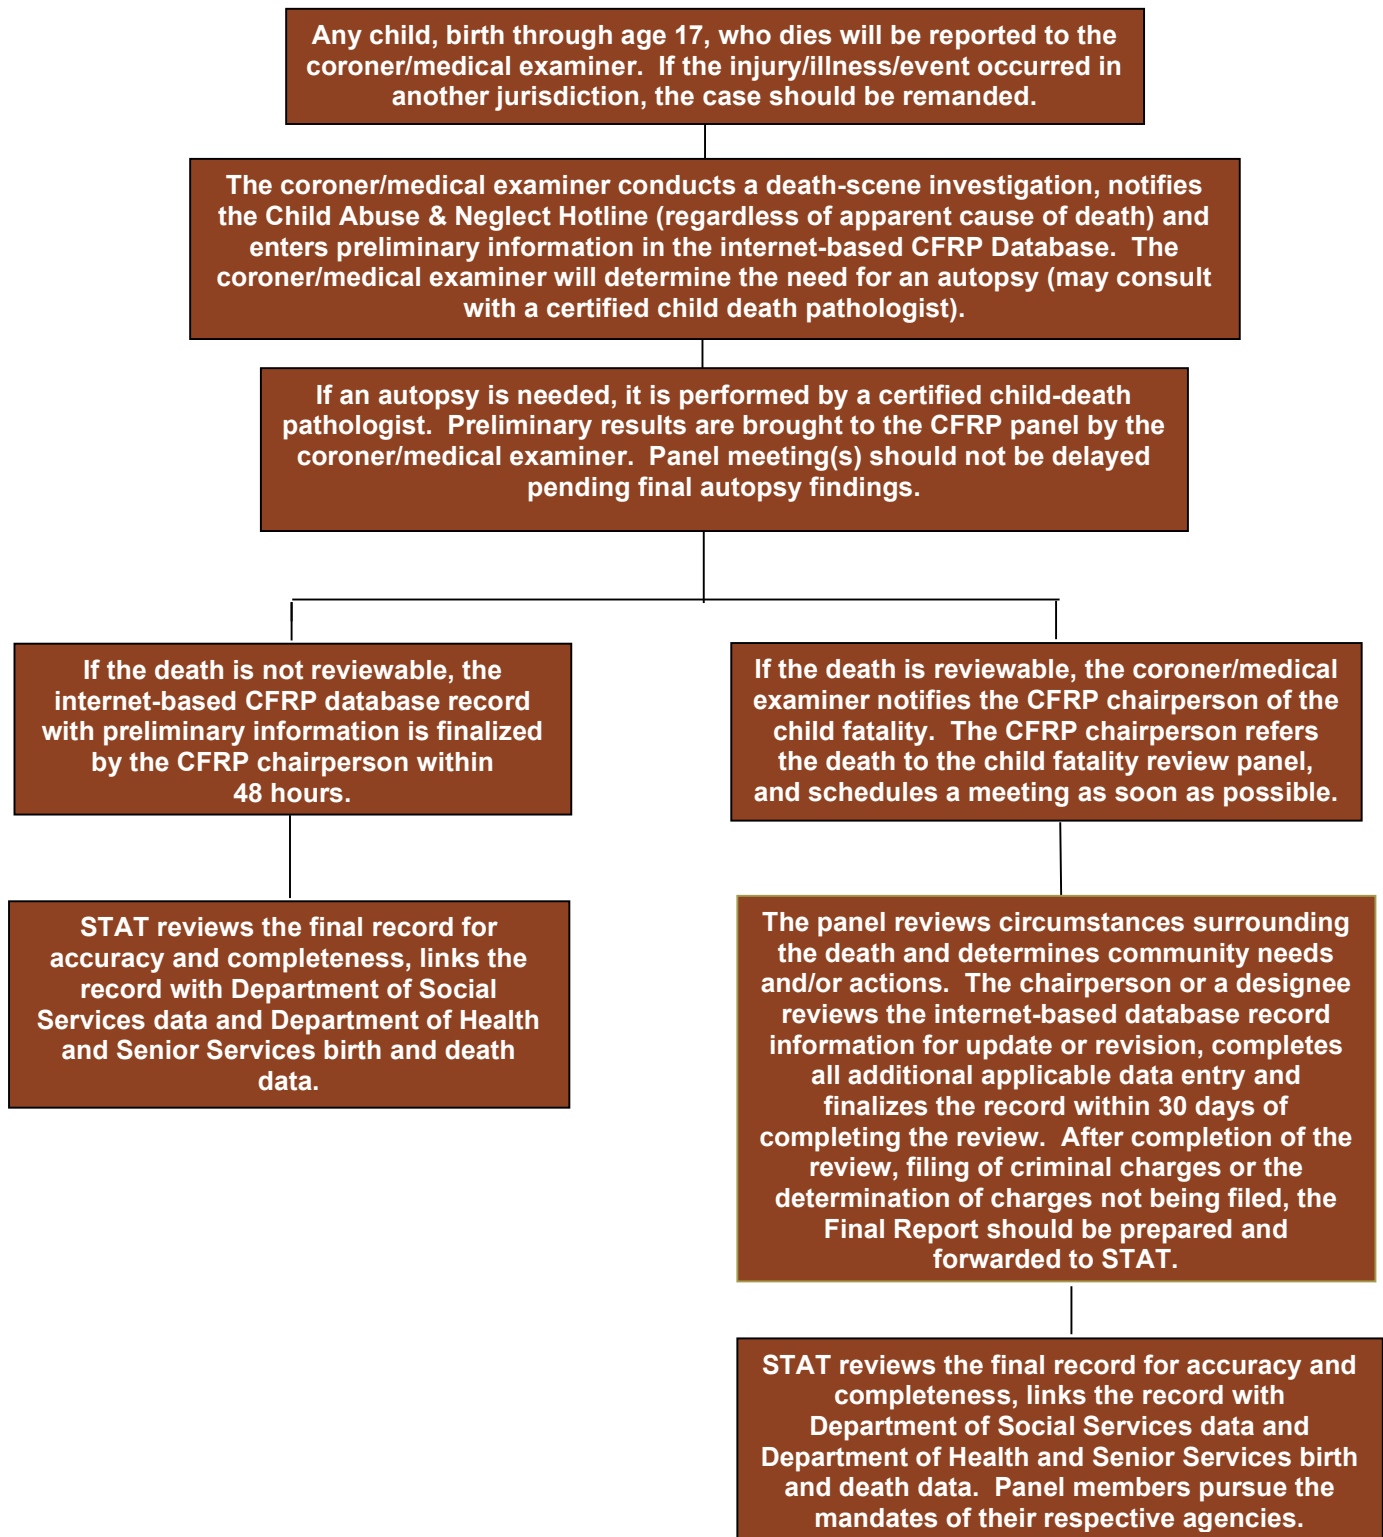 Any child, birth through age 17, who dies will be reported to the
coroner/medical examiner.  If the injury/illness/event occurred in
another jurisdiction, the case should be remanded.
The coroner/medical examiner conducts a death-scene investigation, notifies
the Child Abuse & Neglect Hotline (regardless of apparent cause of death) and
enters preliminary information in the internet-based CFRP Database.  The
coroner/medical examiner will determine the need for an autopsy (may consult
with a certified child death pathologist).
If an autopsy is needed, it is performed by a certified child-death
pathologist.  Preliminary results are brought to the CFRP panel by the
coroner/medical examiner.  Panel meeting(s) should not be delayed
pending final autopsy findings.
If the death is not reviewable, the
internet-based CFRP database record
with preliminary information is finalized
by the CFRP chairperson within
48 hours.
STAT reviews the final record for
accuracy and completeness, links the
record with Department of Social
Services data and Department of Health
and Senior Services birth and death
data.
If the death is reviewable, the coroner/medical
examiner notifies the CFRP chairperson of the
child fatality.  The CFRP chairperson refers
the death to the child fatality review panel,
and schedules a meeting as soon as possible.
The panel reviews circumstances surrounding
the death and determines community needs
and/or actions.  The chairperson or a designee
reviews the internet-based database record
information for update or revision, completes
all additional applicable data entry and
finalizes the record within 30 days of
completing the review.  After completion of the
review, filing of criminal charges or the
determination of charges not being filed, the
Final Report should be prepared and
forwarded to STAT.
STAT reviews the final record for accuracy and
completeness, links the record with
Department of Social Services data and
Department of Health and Senior Services birth
and death data.  Panel members pursue the
mandates of their respective agencies.